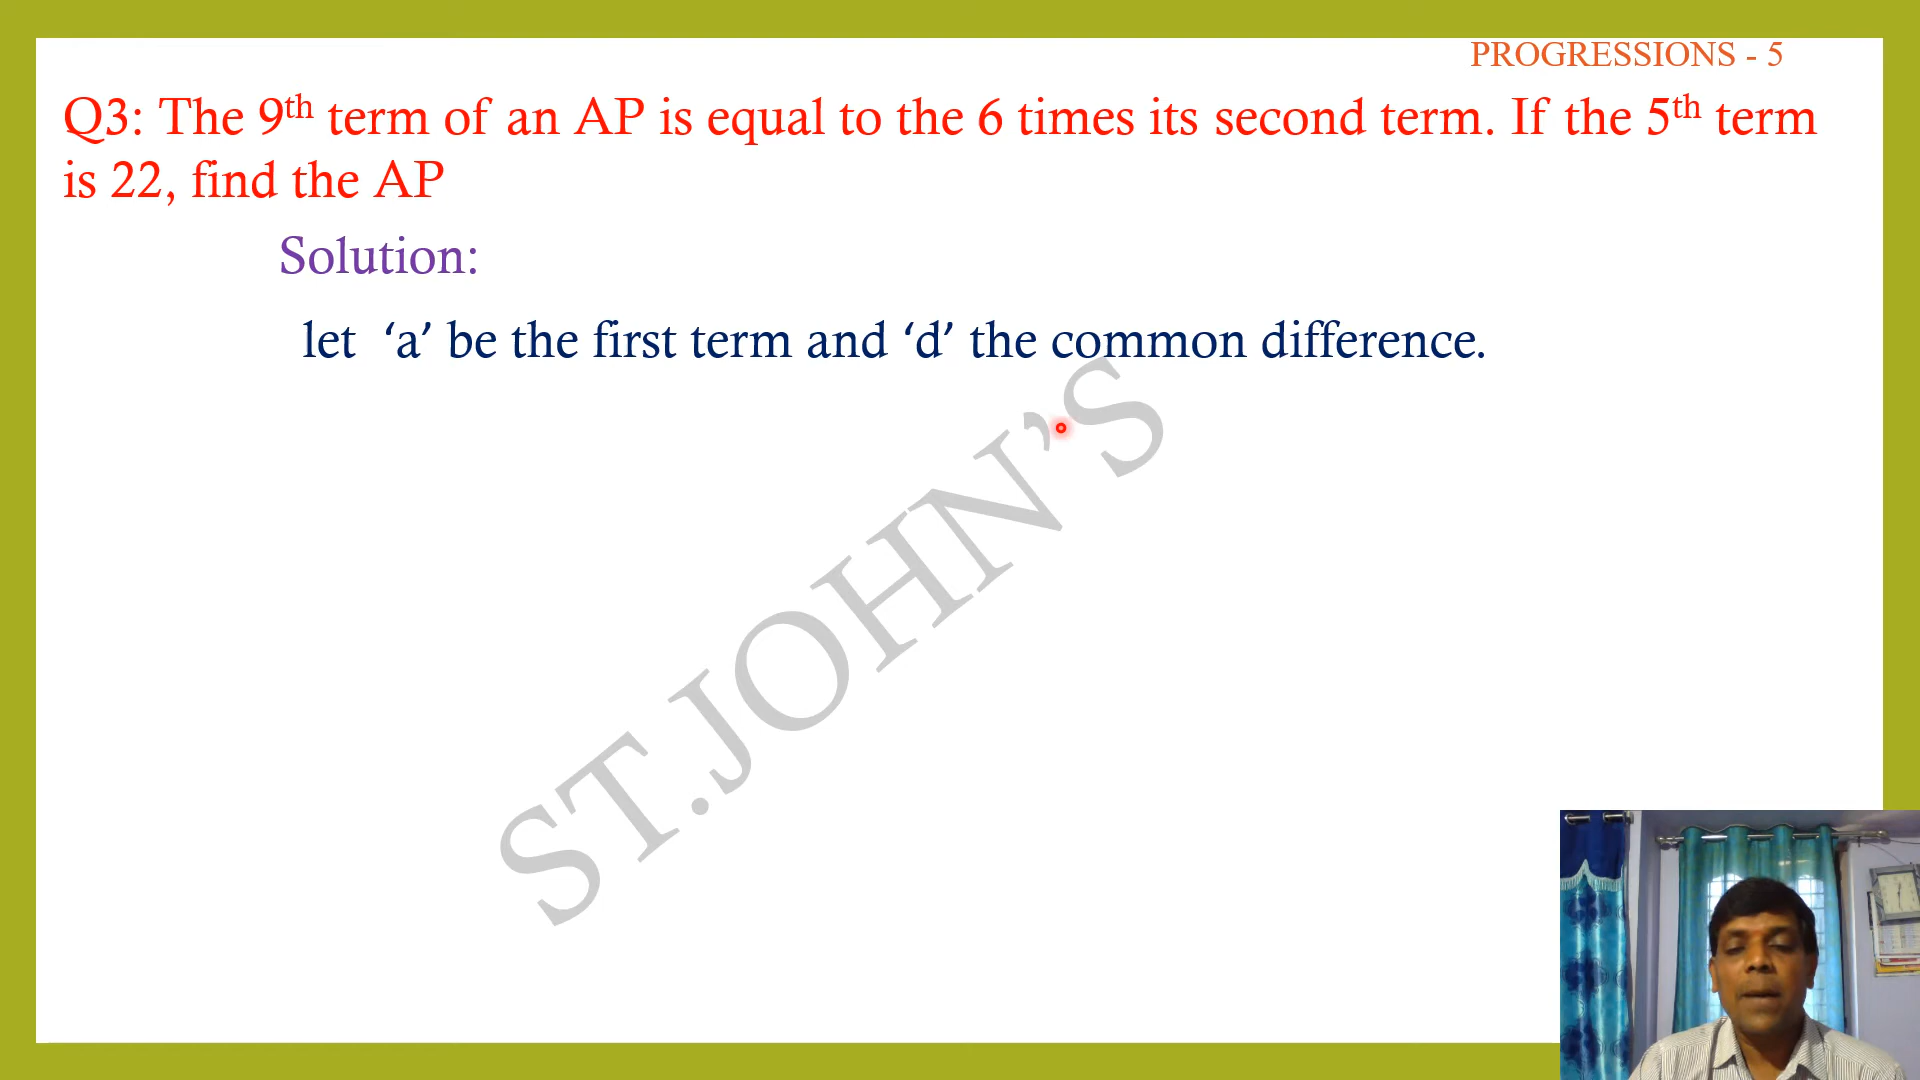 PROGRESSIONS - 5
Q3: The 9th term of an AP is equal to the 6 times its second term. If the 5th term
is 22, find the AP
Solution:
let ‘a’ be the first term and ‘d’ the common difference.
ST.JOHN’S